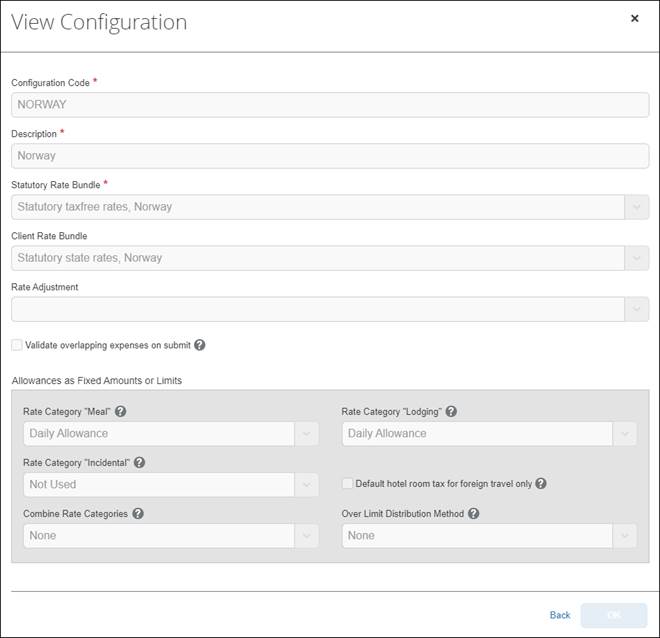 View Configuration
Configuration Code *
NORWAY
Description *
Norway
Statutory Rate Bundle *
Statutory taxfree rates, Norway
Client Rate Bundle
Statutory state rates, Norway
Rate Adjustment
Validate overlapping expenses on submit ?
Allowances as Fixed Amounts or Limits
Rate Category "Meal" ?
Daily Allowance
Rate Category "Lodging" ?
Daily Allowance
Rate Category "Incidental" ?
Not Used
Default hotel room tax for foreign travel only ?
Combine Rate Categories ?
None
Over Limit Distribution Method ?
None
Back
OK